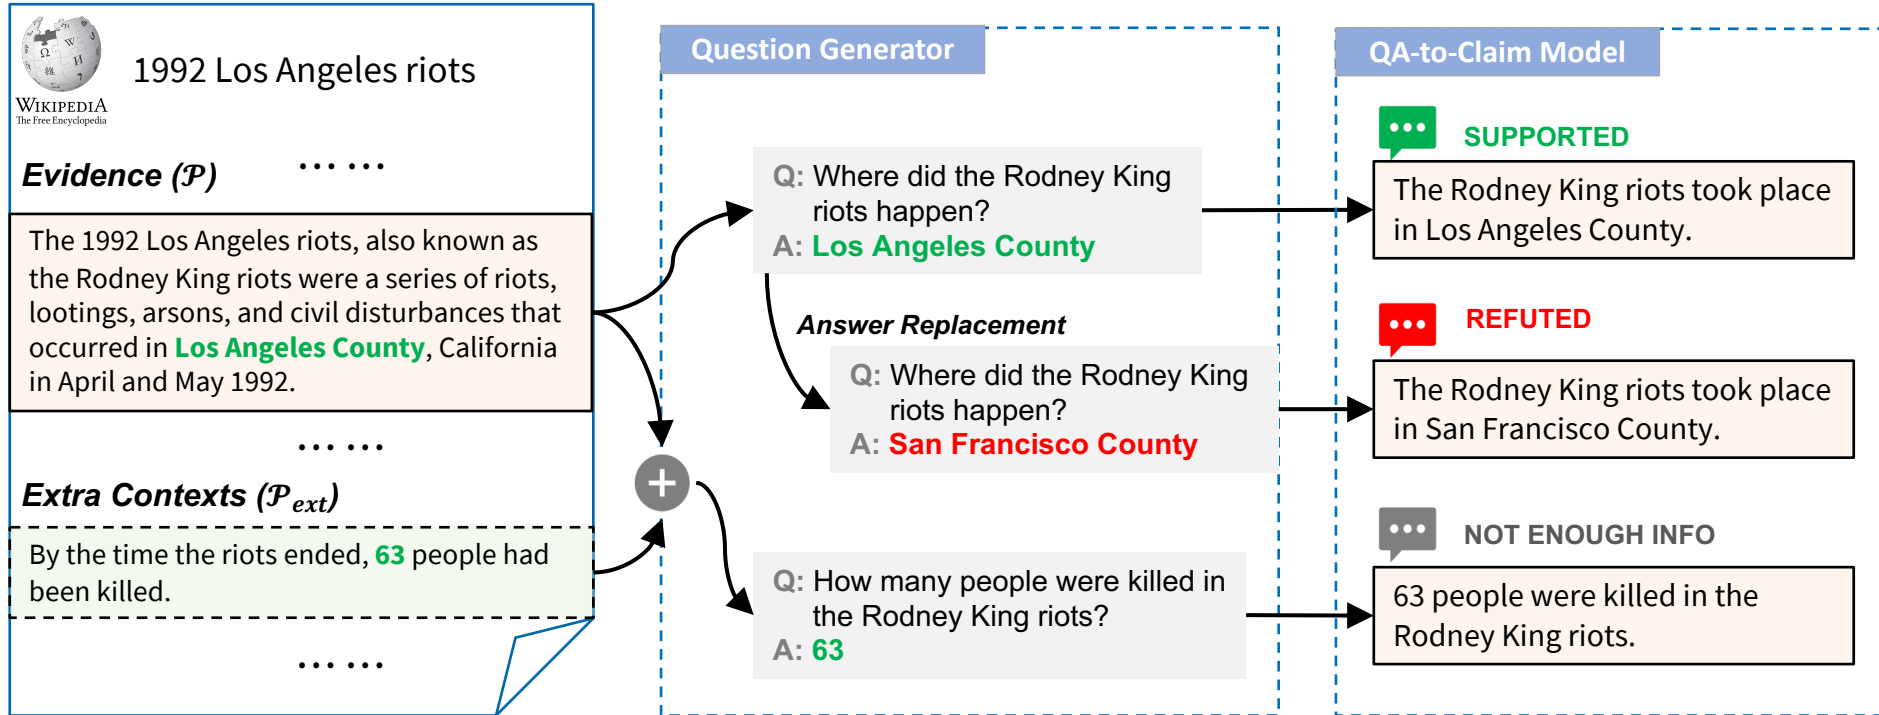 WIKIPEDIA
The Free Encyclopedia
1992 Los Angeles riots
... ...
Evidence (𝒫)
The 1992 Los Angeles riots, also known as
the Rodney King riots were a series of riots,
lootings, arsons, and civil disturbances that
occurred in Los Angeles County, California
in April and May 1992.
... ...
Extra Contexts (𝒫ext)
By the time the riots ended, 63 people had
been killed.
... ...
Question Generator
Q: Where did the Rodney King
riots happen?
A: Los Angeles County
Answer Replacement
Q: Where did the Rodney King
riots happen?
A: San Francisco County
Q: How many people were killed in
the Rodney King riots?
A: 63
QA-to-Claim Model
SUPPORTED
The Rodney King riots took place
in Los Angeles County.
REFUTED
The Rodney King riots took place
in San Francisco County.
NOT ENOUGH INFO
63 people were killed in the
Rodney King riots.